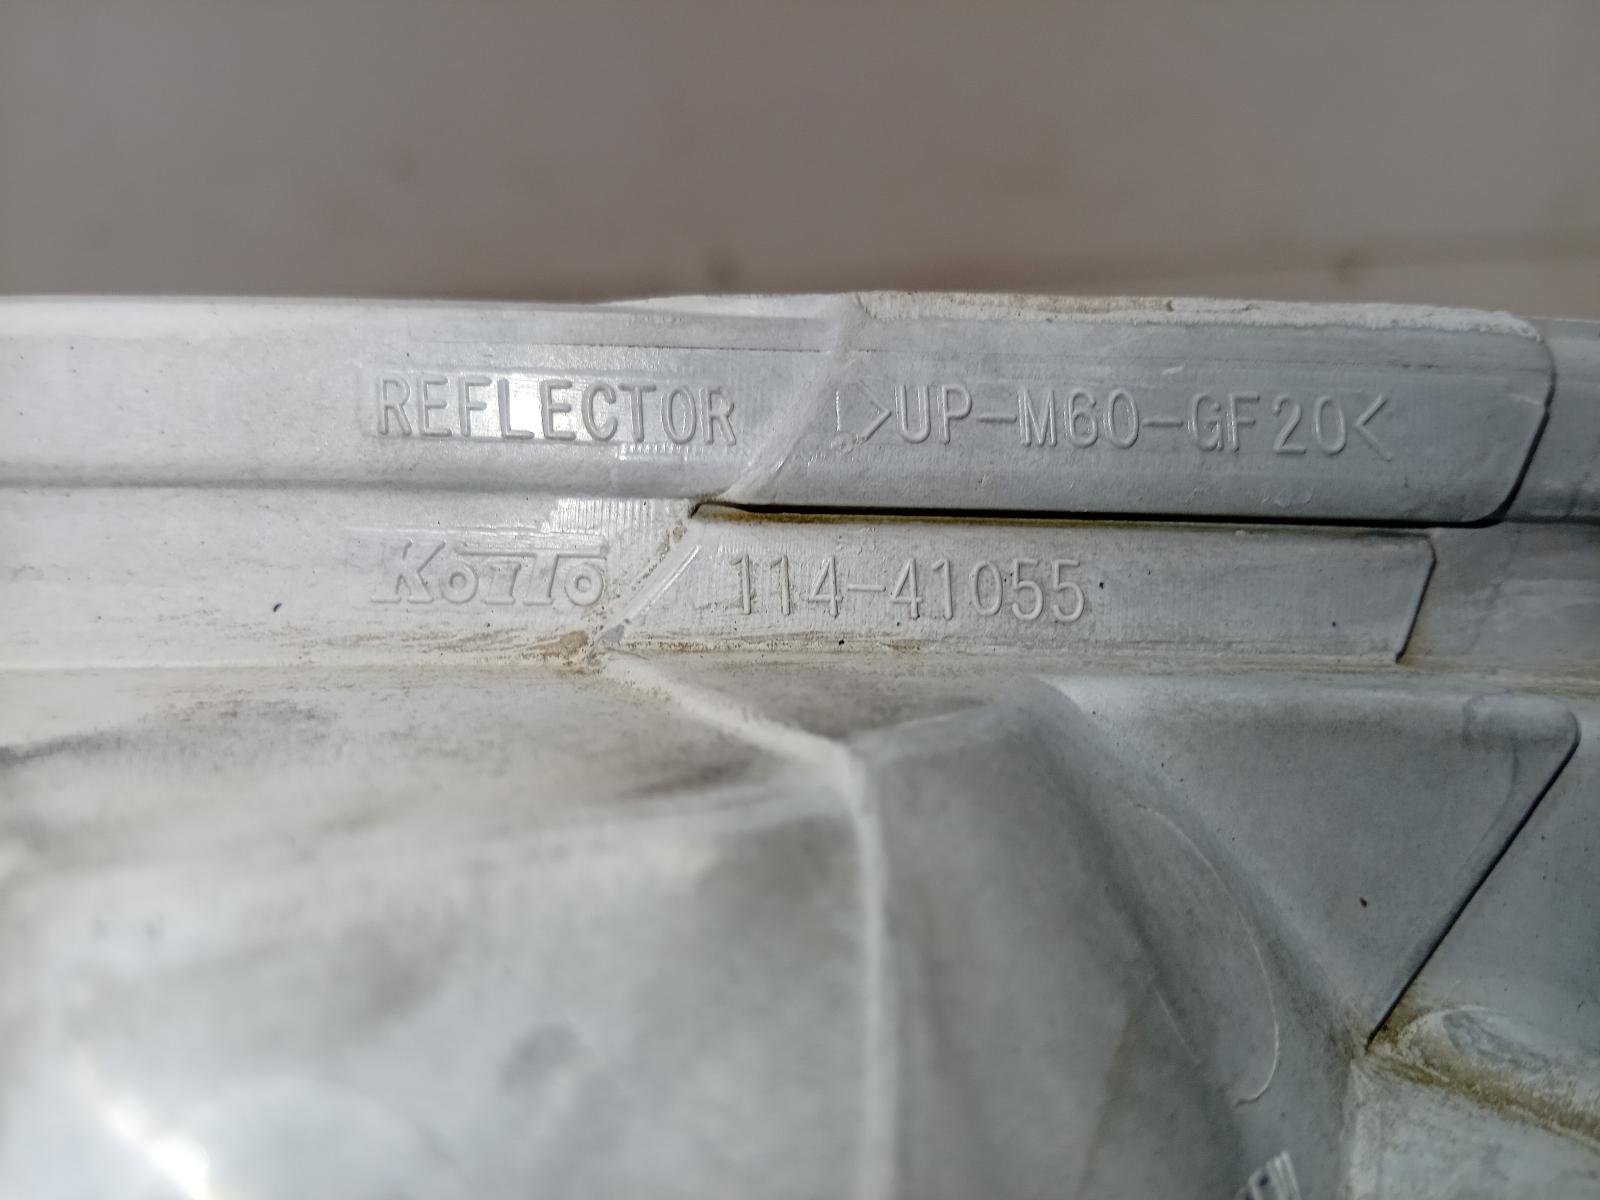 REFLECTOR >UP-M60-GF20<
KOITO 114-41055